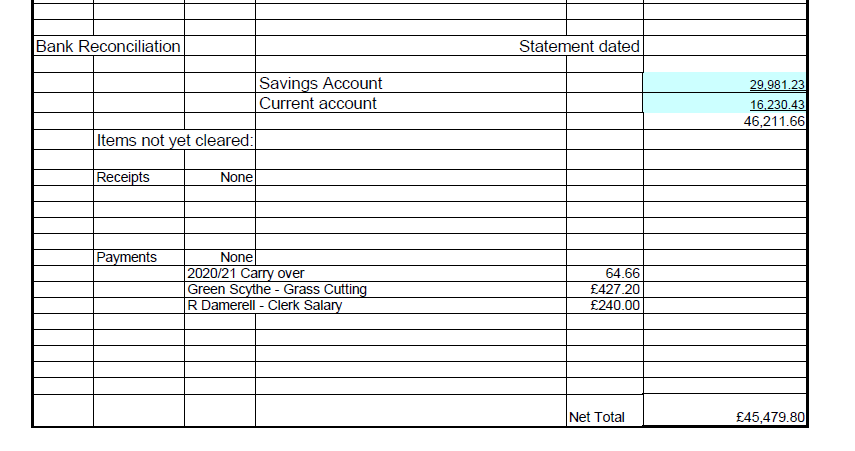 Bank Reconciliation Statement dated
Savings Account 29,981.23
Current account 16,230.43
46,211.66
Items not yet cleared:
Receipts None
Payments None
2020/21 Carry over 64.66
Green Scythe - Grass Cutting £427.20
R Damerell - Clerk Salary £240.00
Net Total £45,479.80